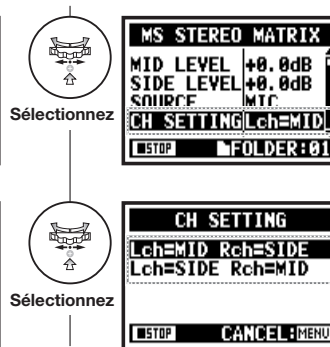 MS STEREO MATRIX
MID LEVEL +0.0dB
SIDE LEVEL +0.0dB
SOURCE MIC
CH SETTING Lch=MID
Sélectionnez
STOP FOLDER:01
CH SETTING
Lch=MID Rch=SIDE
Lch=SIDE Rch=MID
Sélectionnez
STOP CANCEL:MENU